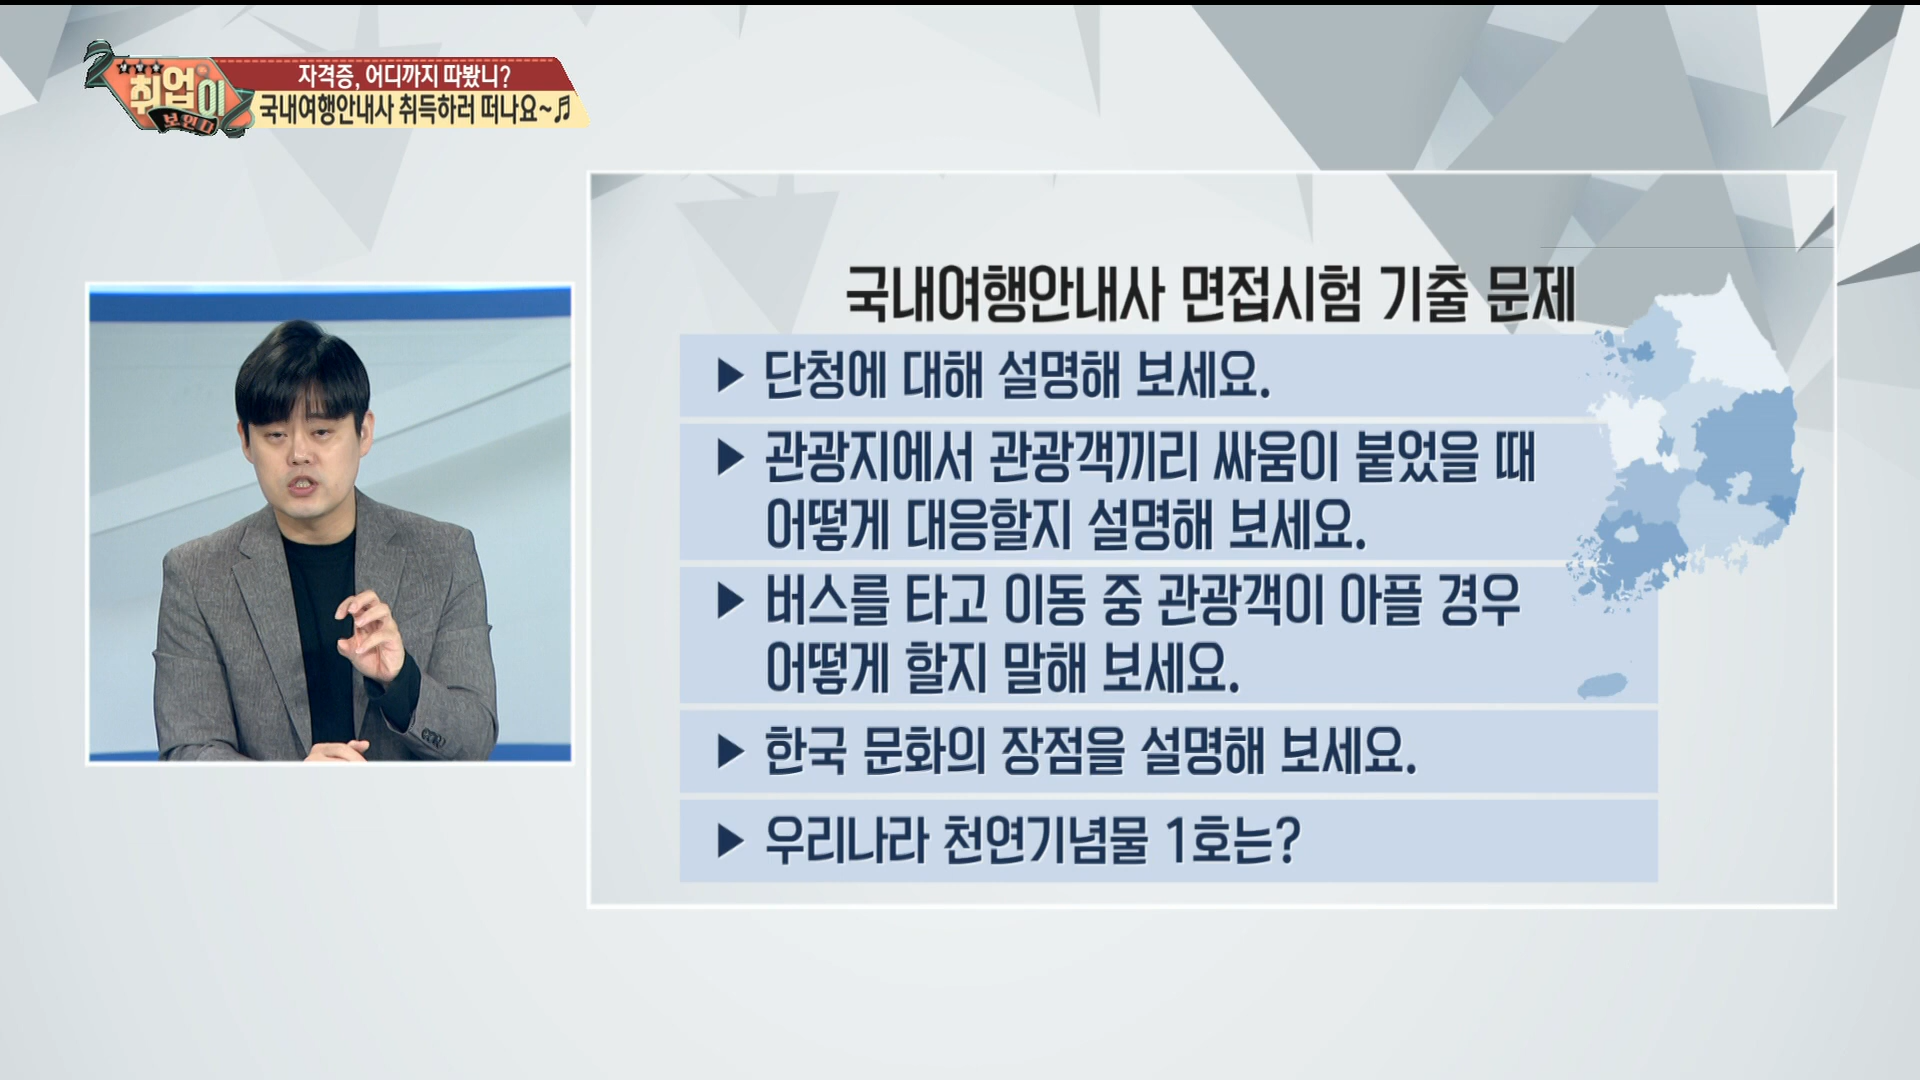 취업이
보인다
자격증, 어디까지 따봤니?
국내여행안내사 취득하러 떠나요~♬
국내여행안내사 면접시험 기출 문제
▶ 단청에 대해 설명해 보세요.
▶ 관광지에서 관광객끼리 싸움이 붙었을 때
어떻게 대응할지 설명해 보세요.
▶ 버스를 타고 이동 중 관광객이 아플 경우
어떻게 할지 말해 보세요.
▶ 한국 문화의 장점을 설명해 보세요.
▶ 우리나라 천연기념물 1호는?